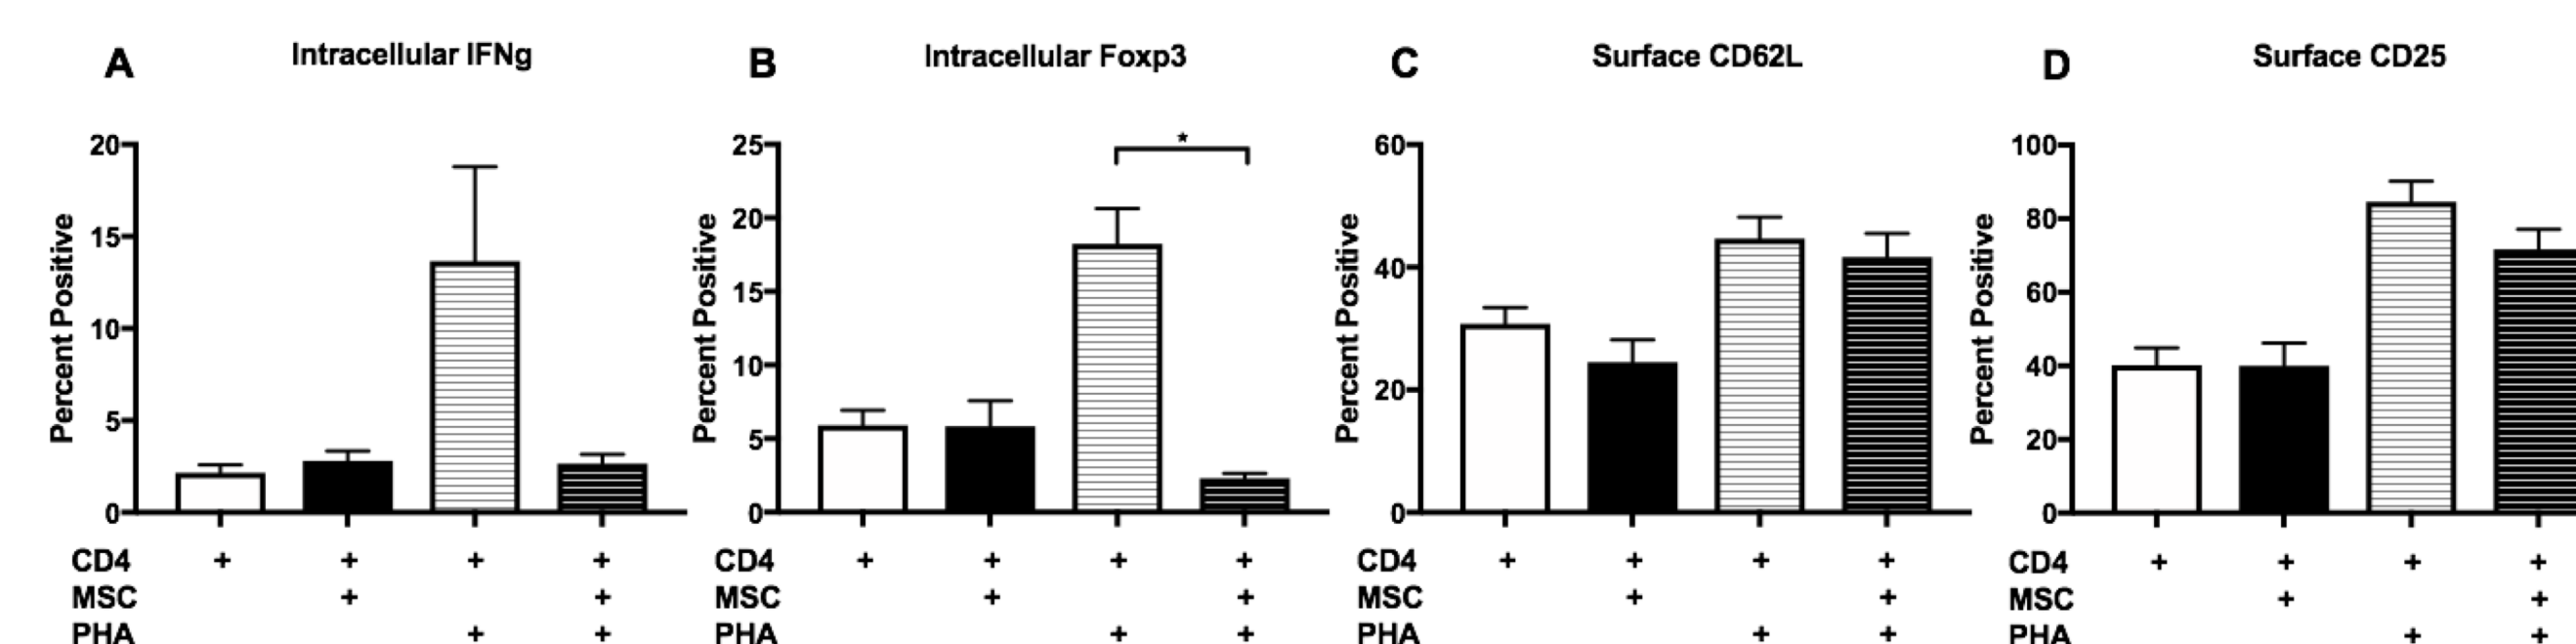 A Intracellular IFNg
20
15
10
5
0
Percent Positive
CD4 + + + +
MSC + +
PHA + +
B Intracellular Foxp3
*
25
20
15
10
5
0
Percent Positive
CD4 + + + +
MSC + +
PHA + +
C Surface CD62L
60
40
20
0
Percent Positive
CD4 + + + +
MSC + +
PHA + +
D Surface CD25
100
80
60
40
20
0
Percent Positive
CD4 + + + +
MSC + +
PHA + +